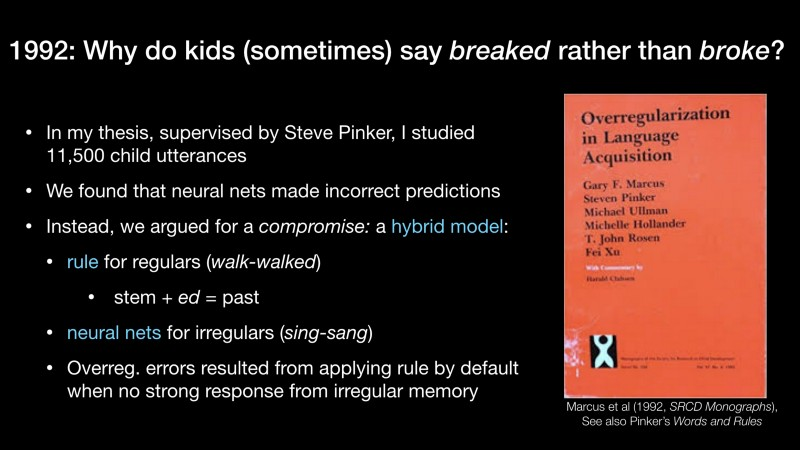 1992: Why do kids (sometimes) say breaked rather than broke?
• In my thesis, supervised by Steve Pinker, I studied
11,500 child utterances
• We found that neural nets made incorrect predictions
• Instead, we argued for a compromise: a hybrid model:
• rule for regulars (walk-walked)
• stem + ed = past
• neural nets for irregulars (sing-sang)
• Overreg. errors resulted from applying rule by default
when no strong response from irregular memory
Overregularization
in Language
Acquisition
Gary F. Marcus
Steven Pinker
Michael Ullman
Michelle Hollander
T. John Rosen
Fei Xu
With Commentary by
Harald Clahsen
Marcus et al (1992, SRCD Monographs),
See also Pinker's Words and Rules